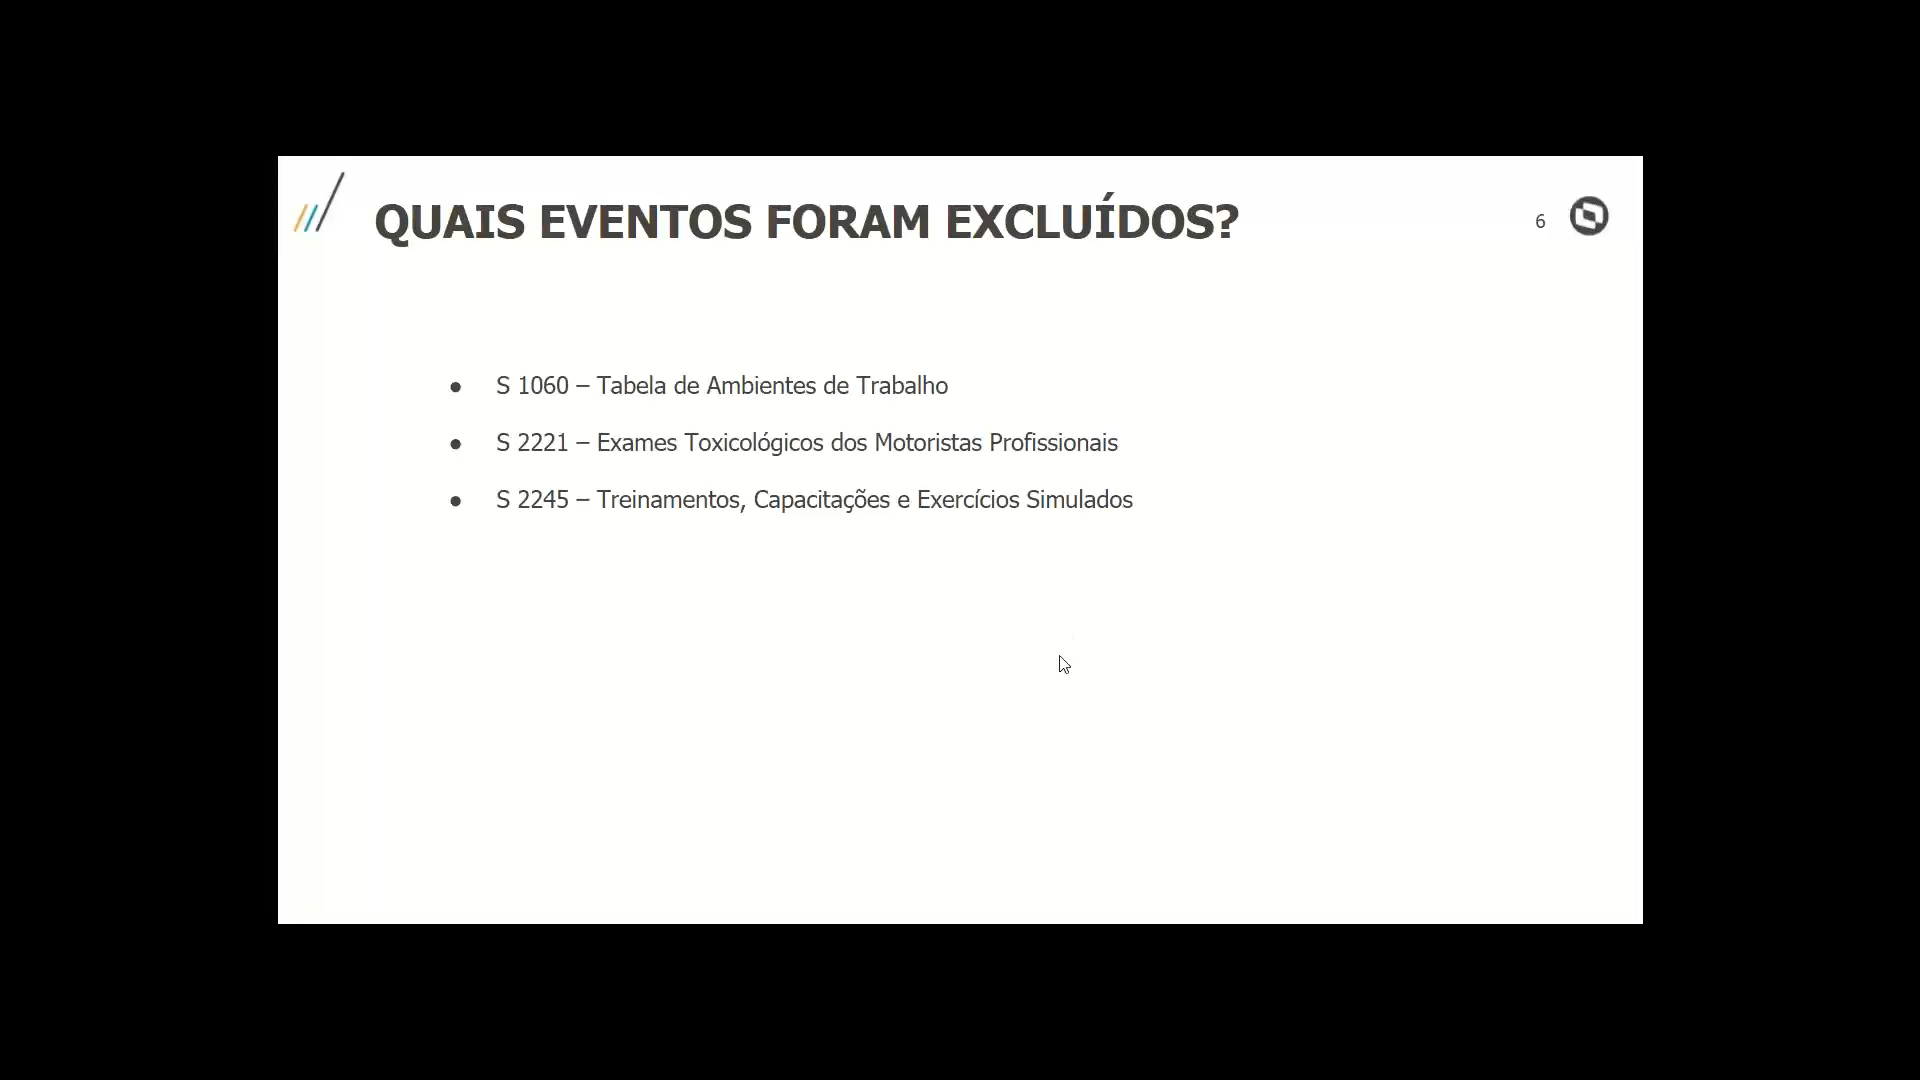 QUAIS EVENTOS FORAM EXCLUÍDOS?
6
● S 1060 – Tabela de Ambientes de Trabalho
● S 2221 – Exames Toxicológicos dos Motoristas Profissionais
● S 2245 – Treinamentos, Capacitações e Exercícios Simulados